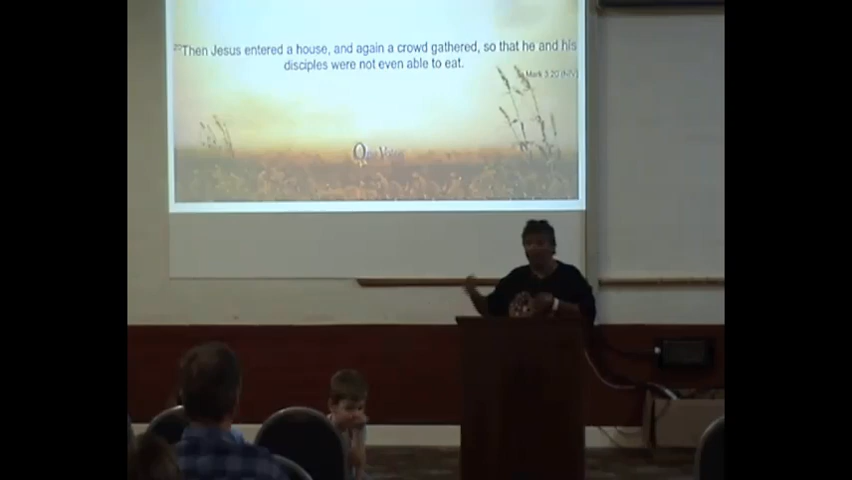 20Then Jesus entered a house, and again a crowd gathered, so that he and his
disciples were not even able to eat.
Mark 3:20 (NIV)